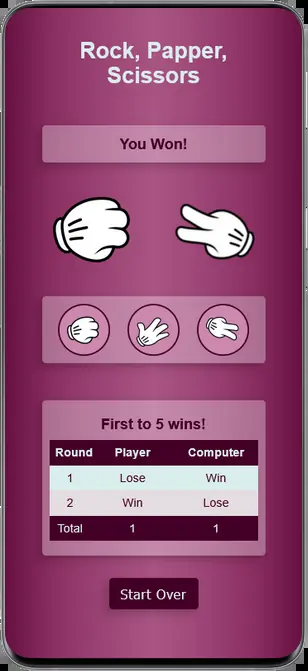 Rock, Papper,
Scissors
You Won!
First to 5 wins!
Round Player Computer
1 Lose Win
2 Win Lose
Total 1 1
Start Over